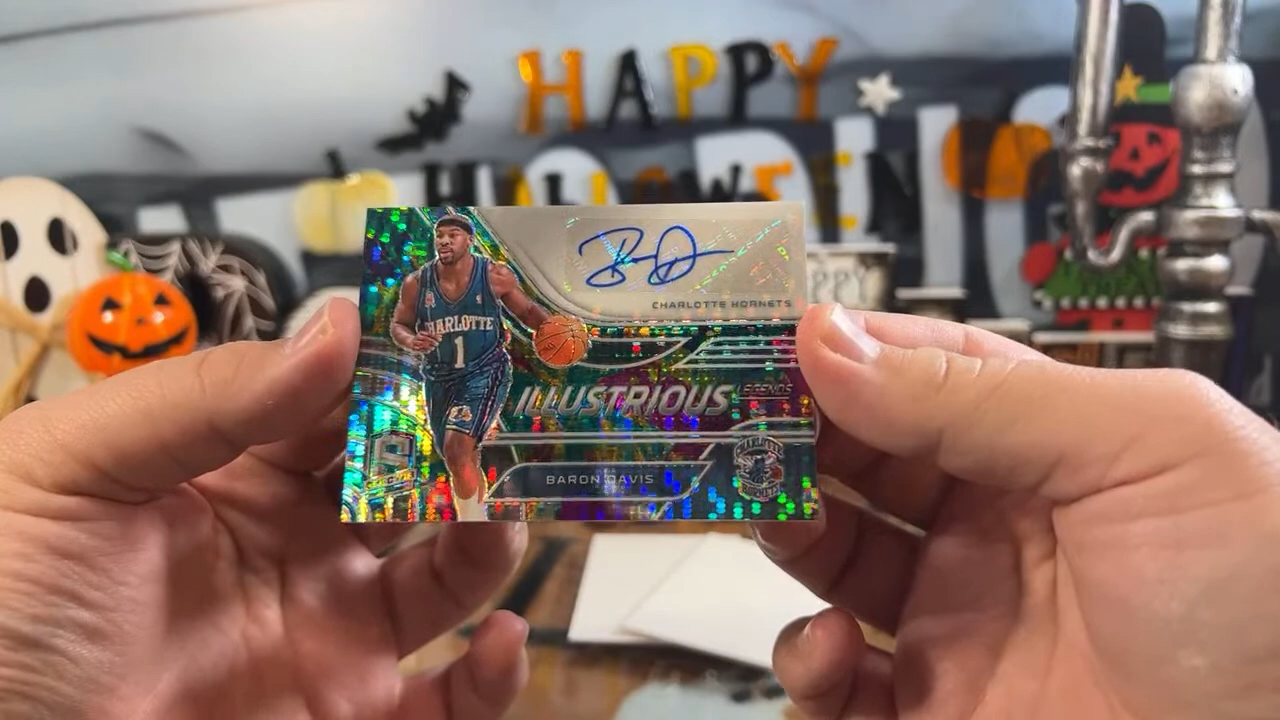 HAPPY
HALLOWEEN
CHARLOTTE HORNETS
CHARLOTTE
1
ILLUSTRIOUS
LEGENDS
BARON DAVIS